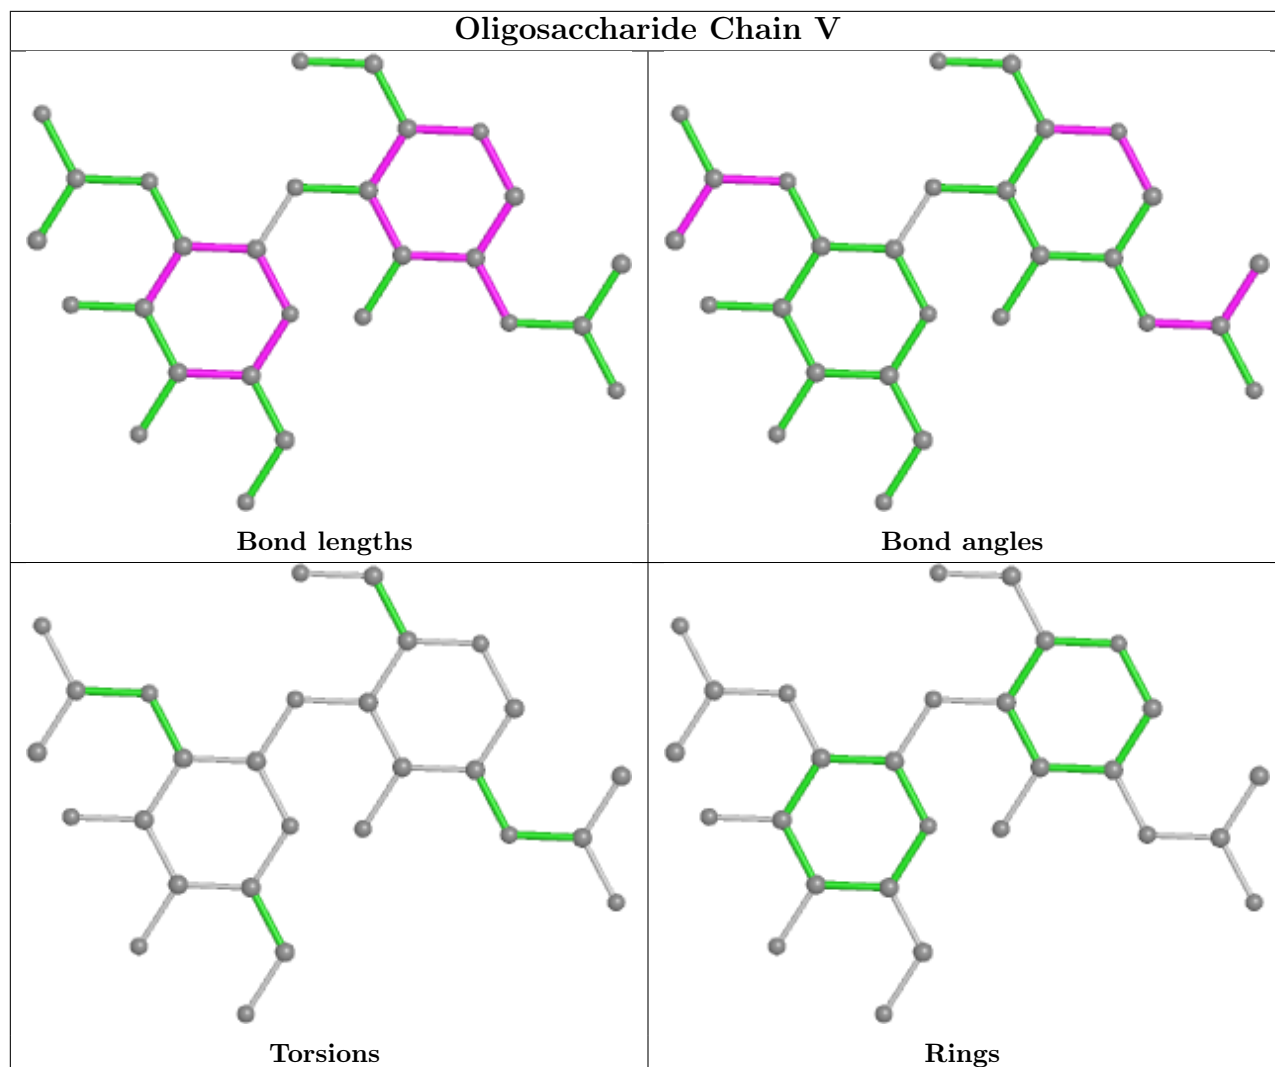 Oligosaccharide Chain V
Bond lengths
Bond angles
Torsions
Rings